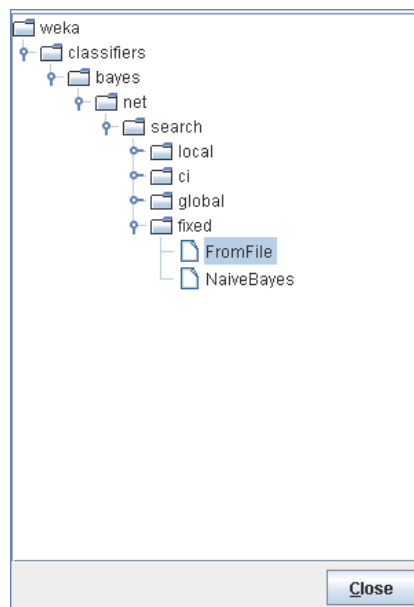 weka
classifiers
bayes
net
search
local
ci
global
fixed
FromFile
NaiveBayes
Close